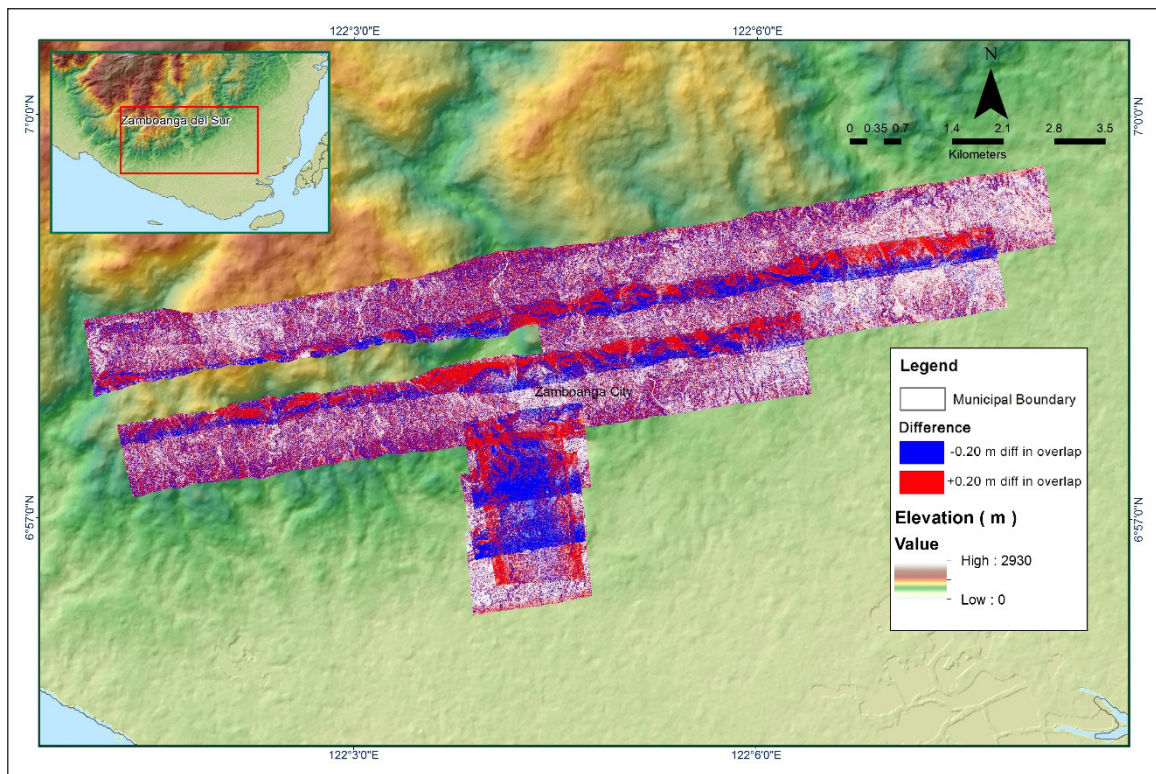 122°3'0"E
122°6'0"E
Zamboanga del Sur
N
0 0.35 0.7 1.4 2.1 2.8 3.5
Kilometers
7°0'0"N
7°0'0"N
Zamboanga City
Legend
Municipal Boundary
Difference
-0.20 m diff in overlap
+0.20 m diff in overlap
Elevation ( m )
Value
High : 2930
Low : 0
6°57'0"N
6°57'0"N
122°3'0"E
122°6'0"E